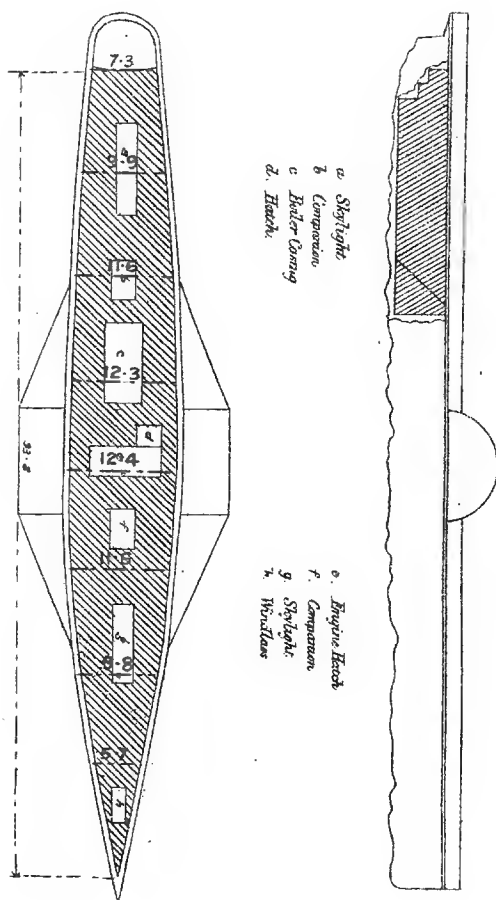 7·3
9·9
11·6
12·3
12·4
11·6
8·8
5·7
a Skylight
b Companion
c Boiler Casing
d. Hatch.
e. Engine Hatch
f. Companion
g Skylight.
h. Windlass
c
f
g
h